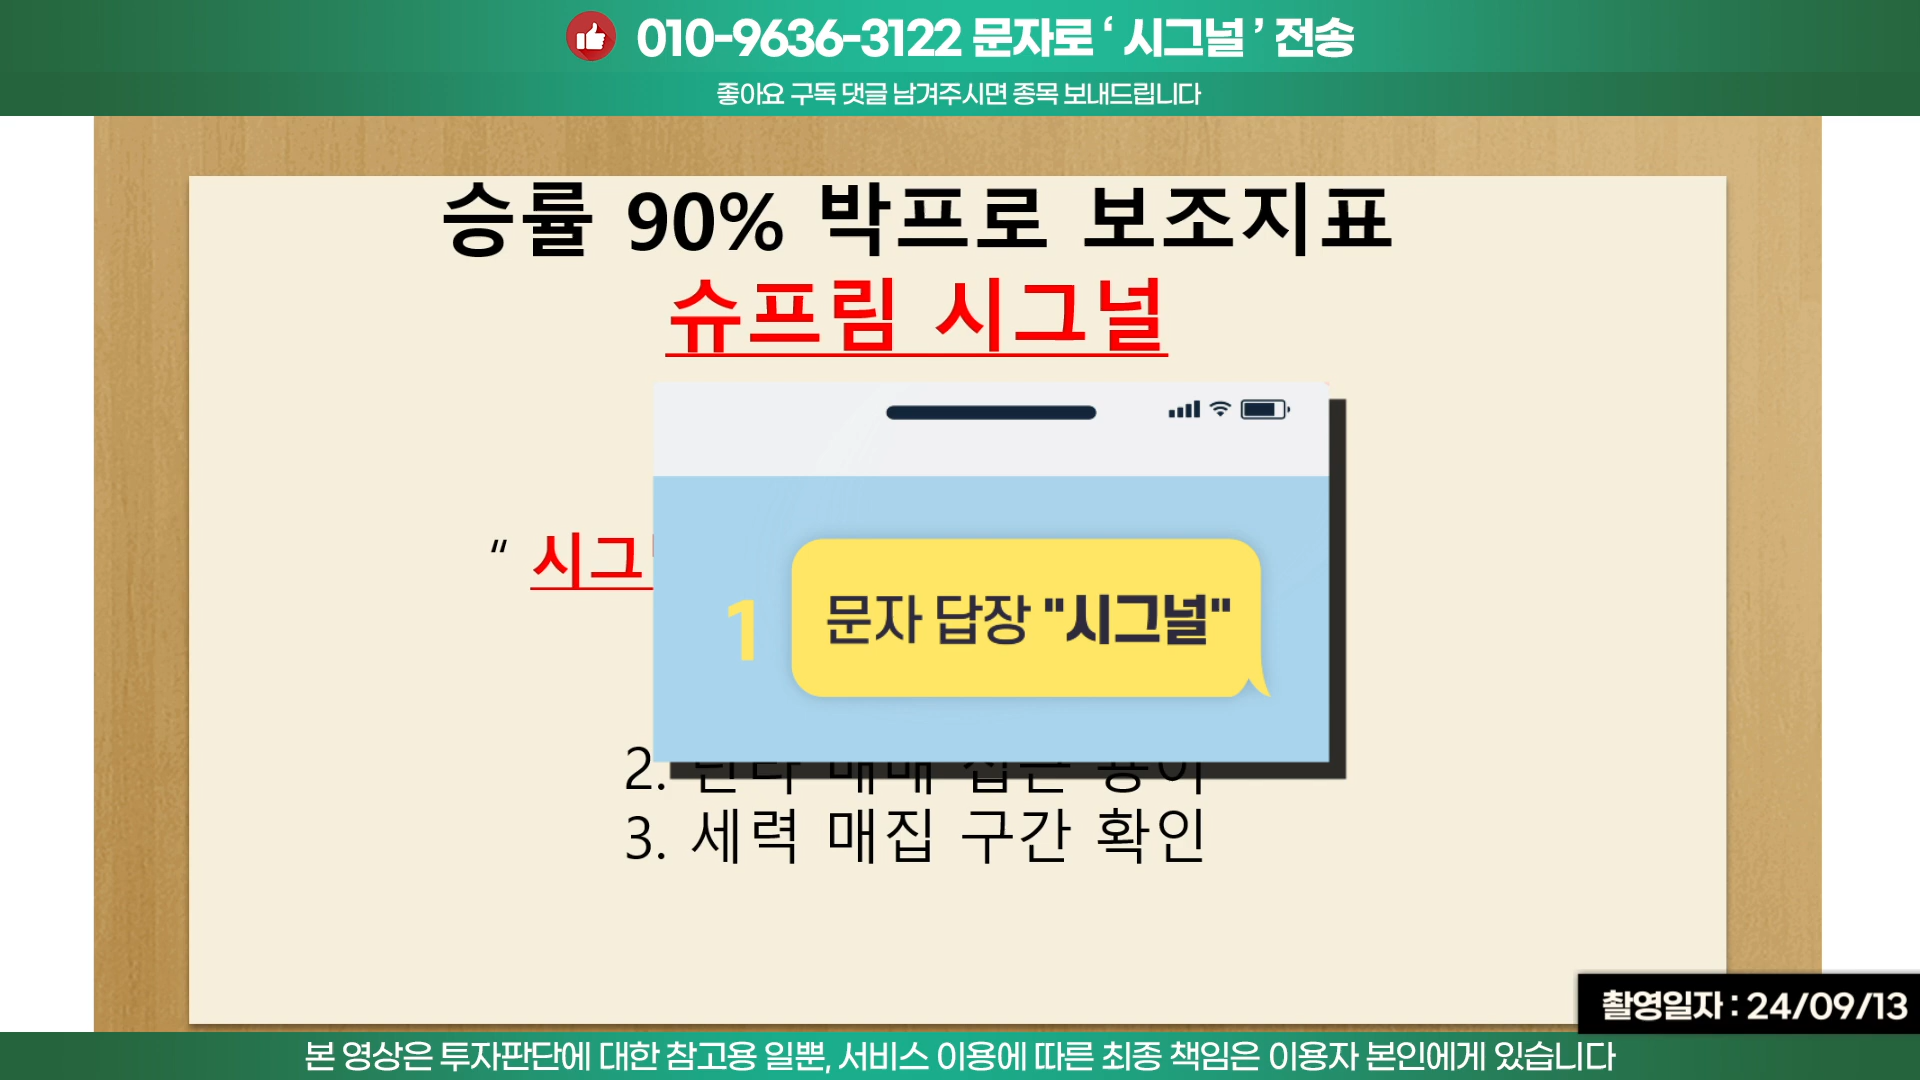 010-9636-3122 문자로 ‘ 시그널 ’ 전송
좋아요 구독 댓글 남겨주시면 종목 보내드립니다
승률 90% 박프로 보조지표
슈프림 시그널
“ 시그
1
문자 답장 "시그널"
2.
3. 세력 매집 구간 확인
촬영일자 : 24/09/13
본 영상은 투자판단에 대한 참고용 일뿐, 서비스 이용에 따른 최종 책임은 이용자 본인에게 있습니다